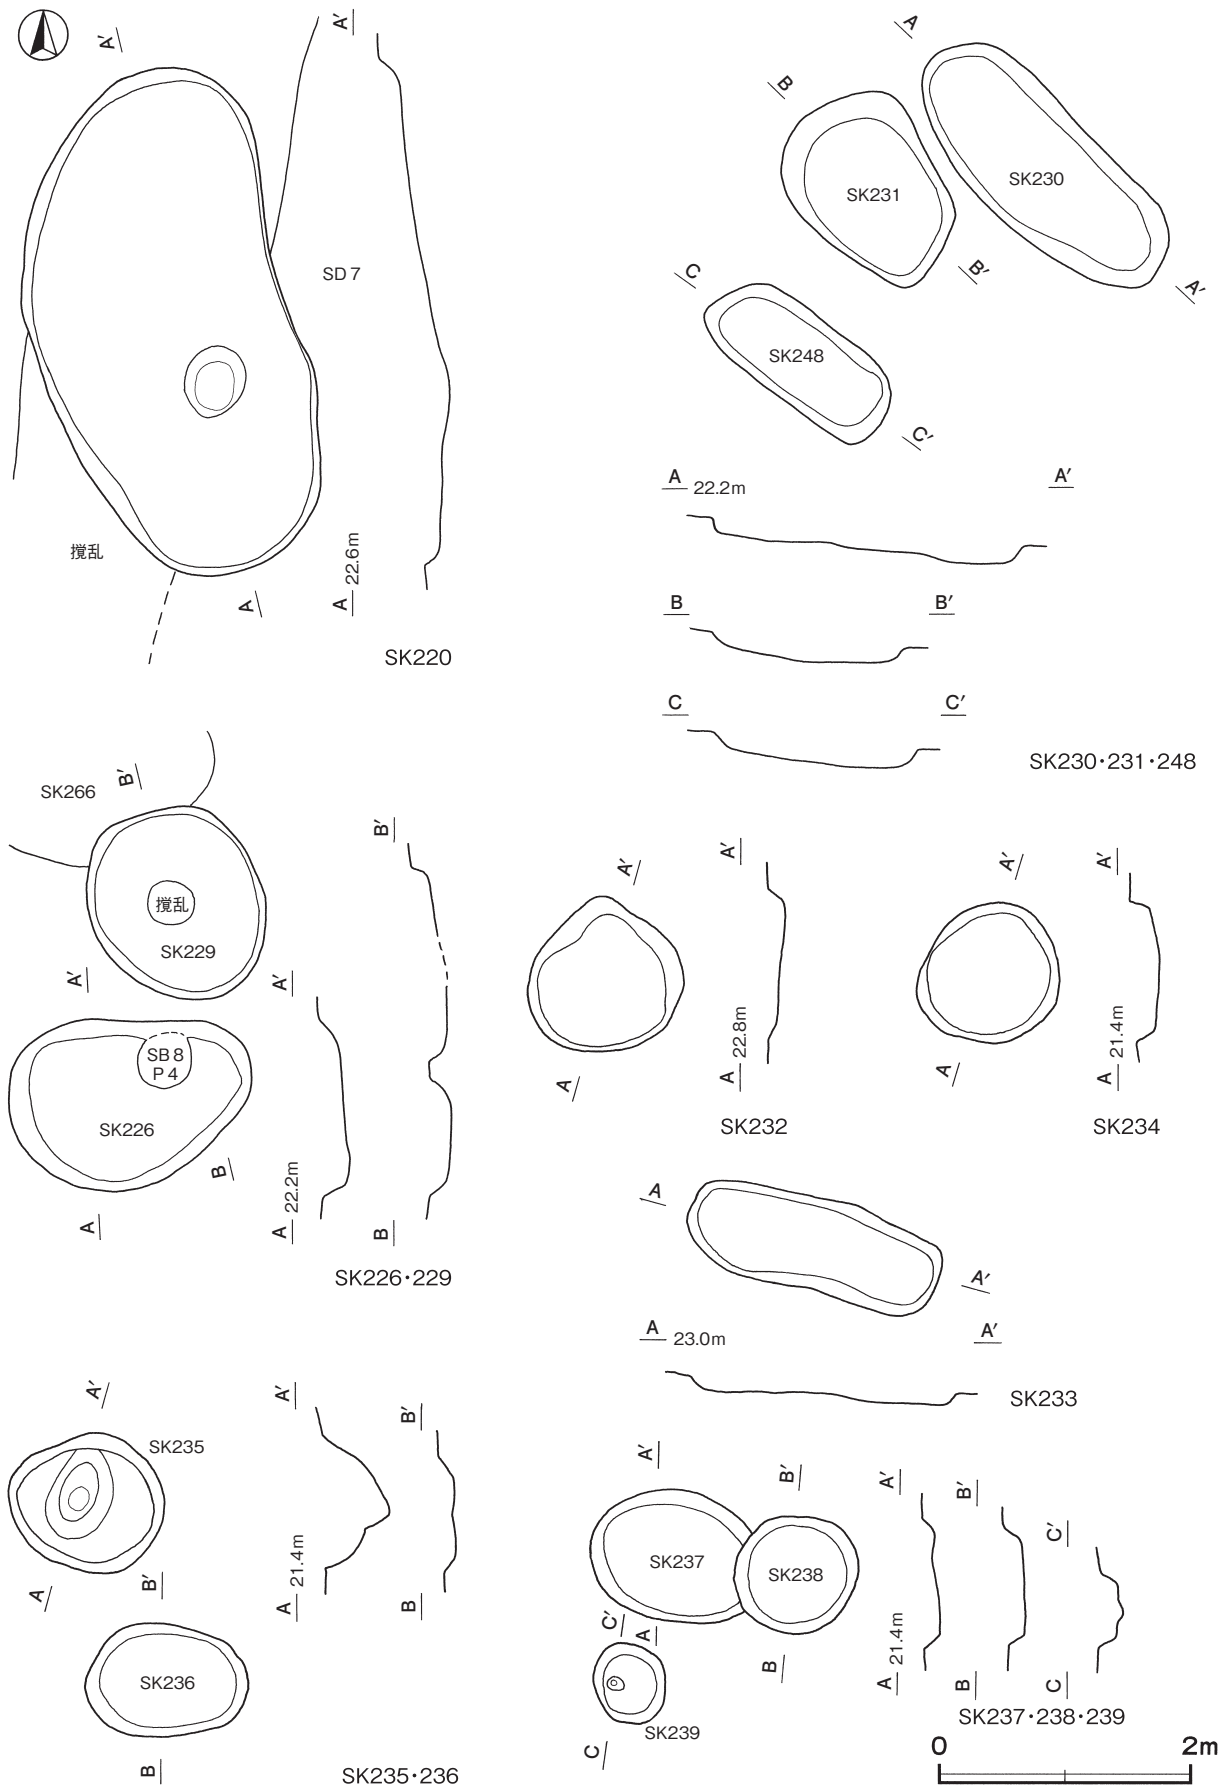 A′
A′
SD 7
撹乱
A
A 22.6m
SK220
A
B
SK231
SK230
C
B′
A′
SK248
C′
A 22.2m
A′
B
B′
C
C′
SK230・231・248
SK266
B′
撹乱
SK229
A′
A′
B′
SB 8
P 4
SK226
B
A
A 22.2m
B
SK226・229
A′
A′
A
A 22.8m
SK232
A′
A′
A
A 21.4m
SK234
A
A′
A 23.0m
A′
SK233
A′
SK235
A′
B′
A
B′
A 21.4m
B
SK236
B
SK235・236
A′
B′
SK237
SK238
C′
A
B
SK239
C
A′
B′
C′
A 21.4m
B
C
SK237・238・239
0
2m